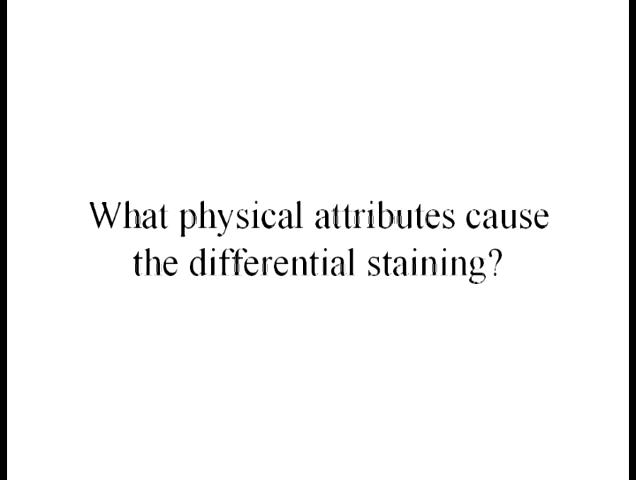 What physical attributes cause
the differential staining?